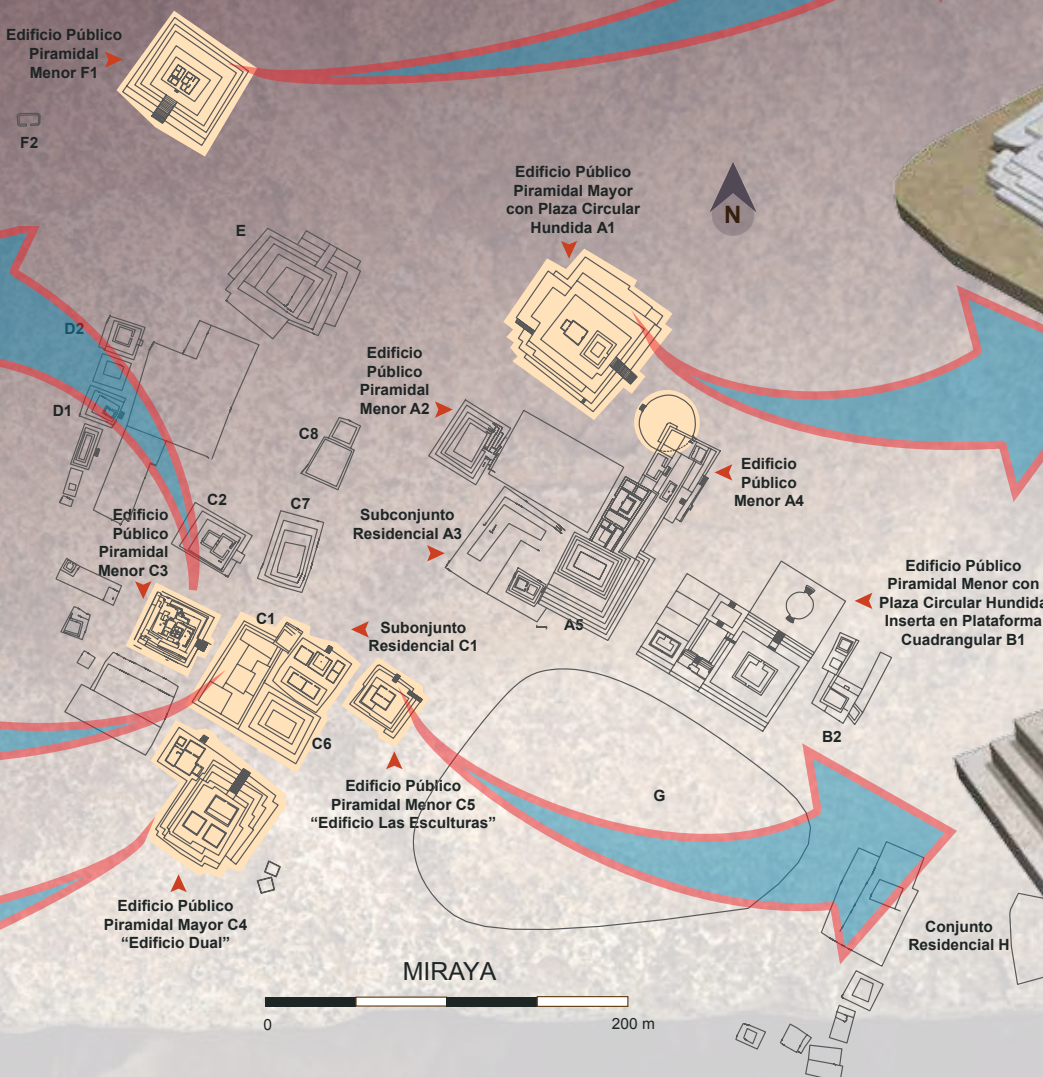 Edificio Público
Piramidal
Menor F1
F2
Edificio Público
Piramidal Mayor
con Plaza Circular
Hundida A1
N
E
D2
Edificio
Público
Piramidal
Menor A2
D1
C8
Edificio
Público
Menor A4
C2
C7
Edificio
Público
Piramidal
Menor C3
Subconjunto
Residencial A3
Edificio Público
Piramidal Menor con
Plaza Circular Hundida
Inserta en Plataforma
Cuadrangular B1
C1
Subonjunto
Residencial C1
A5
B2
C6
Edificio Público
Piramidal Menor C5
“Edificio Las Esculturas”
G
Edificio Público
Piramidal Mayor C4
“Edificio Dual”
Conjunto
Residencial H
MIRAYA
0
200 m